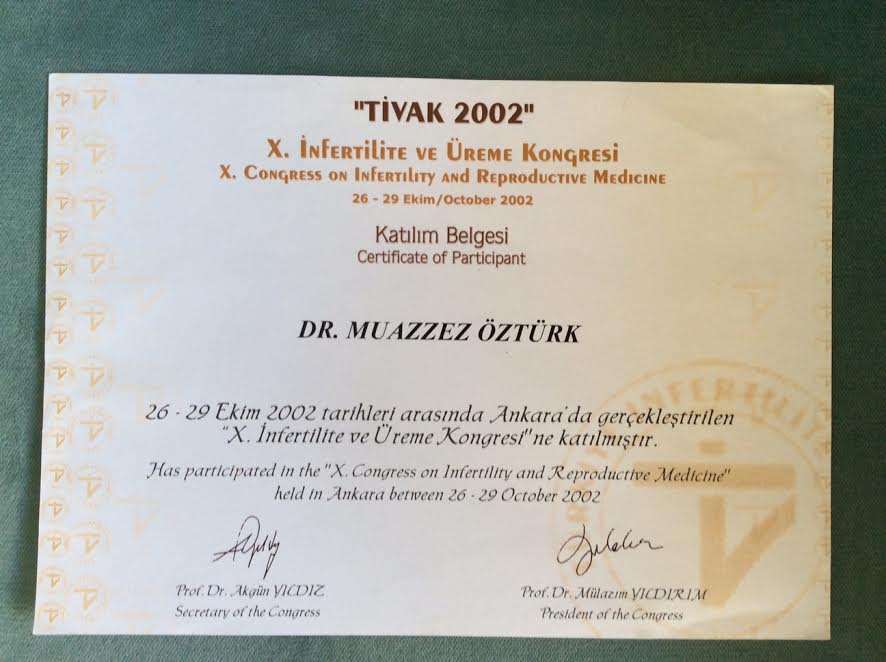 "TİVAK 2002"
X. İNFERTİLİTE VE ÜREME KONGRESİ
X. CONGRESS ON INFERTILITY AND REPRODUCTIVE MEDICINE
26 - 29 Ekim/October 2002
Katılım Belgesi
Certificate of Participant
DR. MUAZZEZ ÖZTÜRK
26 - 29 Ekim 2002 tarihleri arasında Ankara'da gerçekleştirilen
"X. İnfertilite ve Üreme Kongresi"ne katılmıştır.
Has participated in the "X. Congress on Infertility and Reproductive Medicine"
held in Ankara between 26 - 29 October 2002
Prof. Dr. Akgün YILDIZ
Secretary of the Congress
Prof. Dr. Mülazım YILDIRIM
President of the Congress